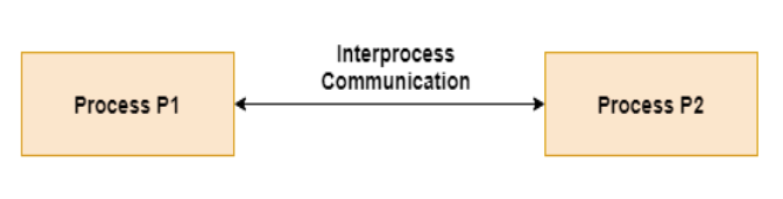 Interprocess
Communication
Process P1
Process P2